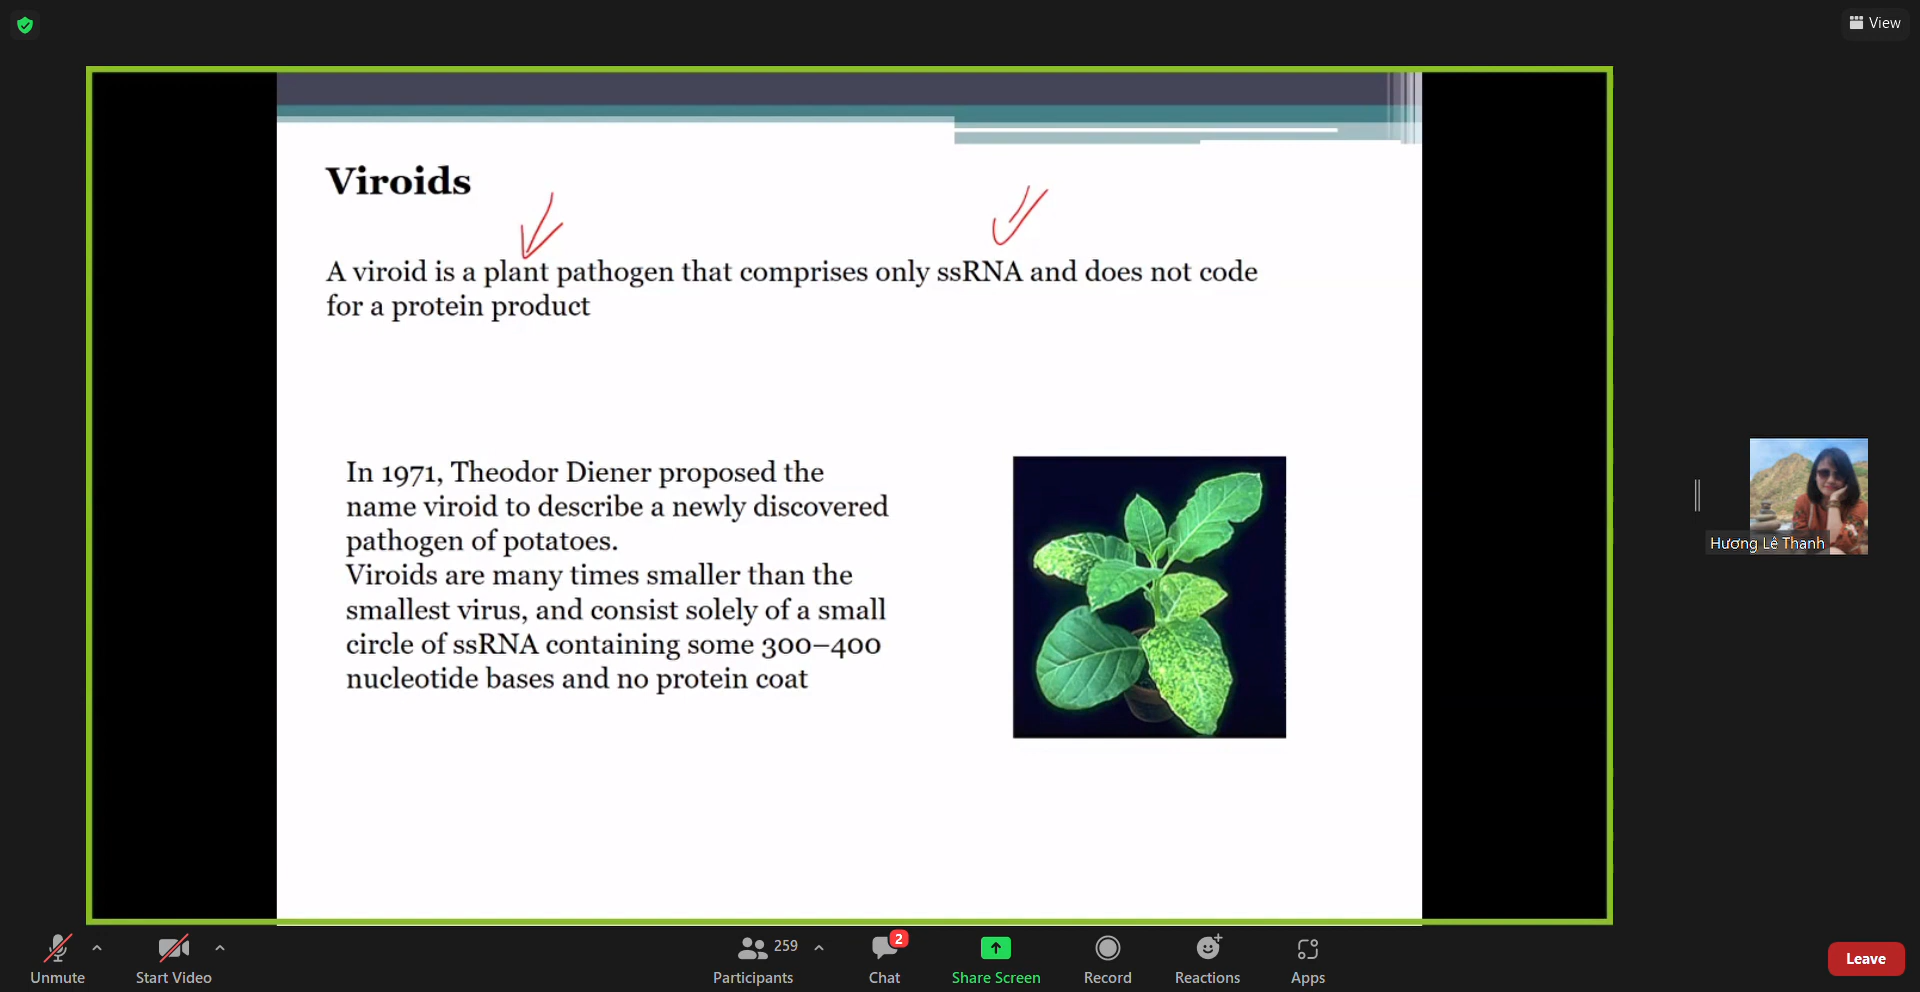 View
Viroids
A viroid is a plant pathogen that comprises only ssRNA and does not code
for a protein product
In 1971, Theodor Diener proposed the
name viroid to describe a newly discovered
pathogen of potatoes.
Viroids are many times smaller than the
smallest virus, and consist solely of a small
circle of ssRNA containing some 300–400
nucleotide bases and no protein coat
Hương Lê Thanh
259
2
Unmute
Start Video
Participants
Chat
Share Screen
Record
Reactions
Apps
Leave